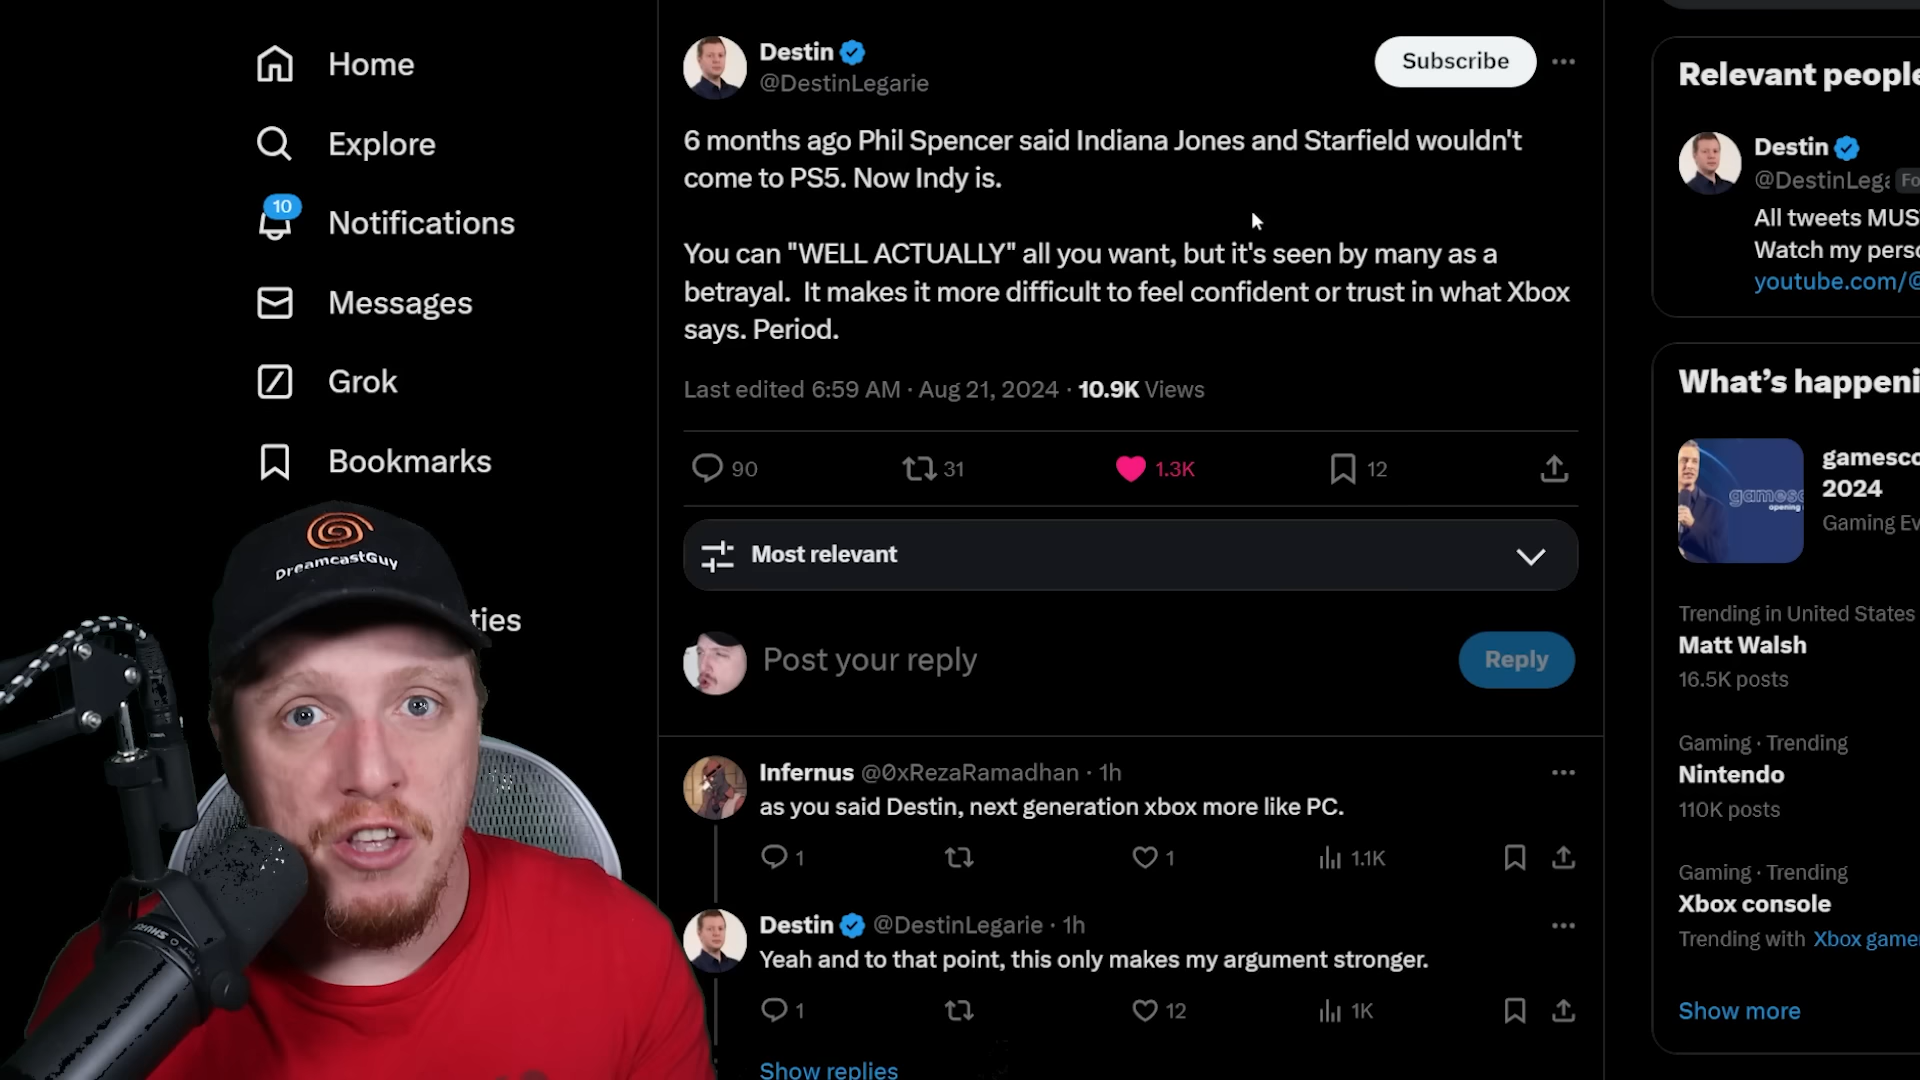 Home
Explore
10
Notifications
Messages
Grok
Bookmarks
ties
DreamcastGuy
SHURE
Destin
@DestinLegarie
Subscribe
6 months ago Phil Spencer said Indiana Jones and Starfield wouldn't
come to PS5. Now Indy is.
You can "WELL ACTUALLY" all you want, but it's seen by many as a
betrayal.  It makes it more difficult to feel confident or trust in what Xbox
says. Period.
Last edited 6:59 AM · Aug 21, 2024 · 10.9K Views
90 31 1.3K 12
Most relevant
Post your reply
Reply
Infernus @0xRezaRamadhan · 1h
as you said Destin, next generation xbox more like PC.
1 1 1.1K
Destin @DestinLegarie · 1h
Yeah and to that point, this only makes my argument stronger.
1 12 1K
Show replies
Relevant people
Destin
@DestinLega Fo
All tweets MUS
Watch my perso
youtube.com/@
What's happeni
gamesc
opening
gamesco
2024
Gaming Ev
Trending in United States
Matt Walsh
16.5K posts
Gaming · Trending
Nintendo
110K posts
Gaming · Trending
Xbox console
Trending with Xbox game
Show more